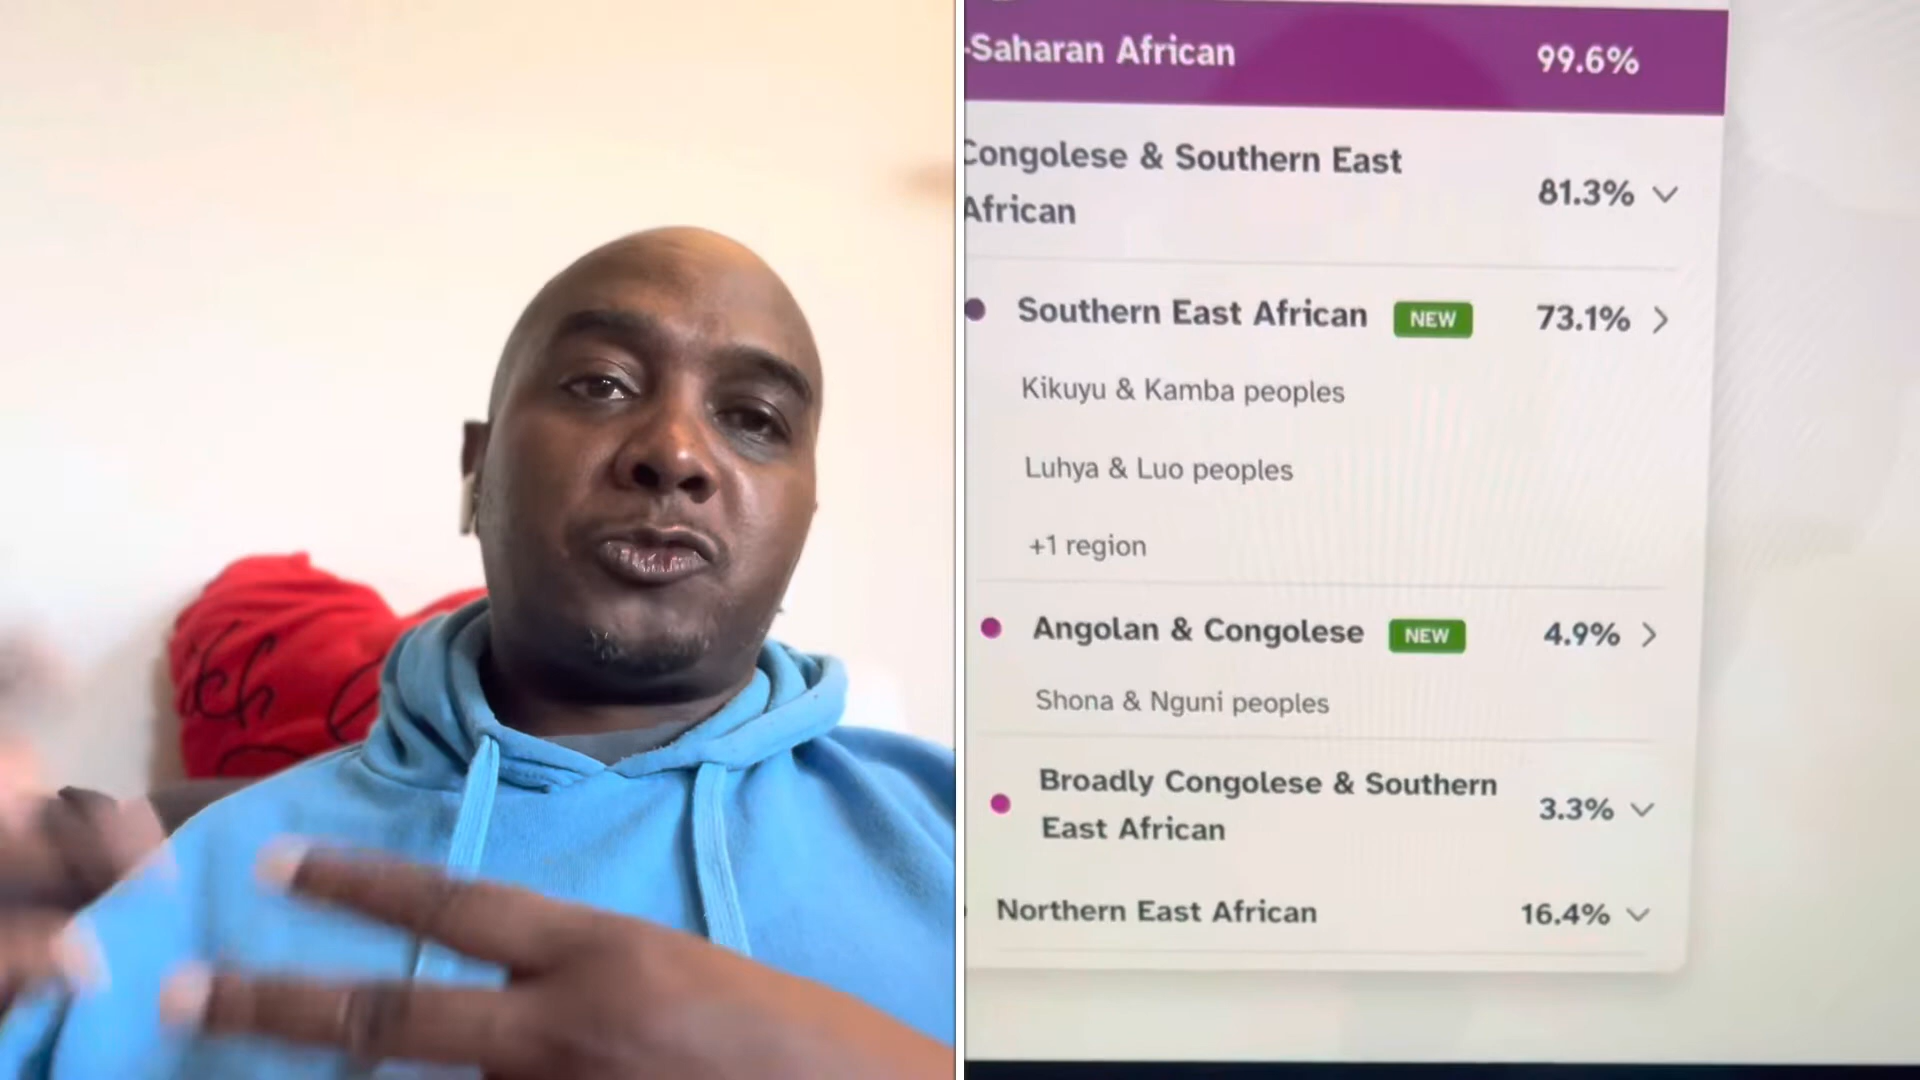 -Saharan African 99.6%
Congolese & Southern East
African
81.3%
Southern East African NEW 73.1%
Kikuyu & Kamba peoples
Luhya & Luo peoples
+1 region
Angolan & Congolese NEW 4.9%
Shona & Nguni peoples
Broadly Congolese & Southern
East African
3.3%
Northern East African 16.4%